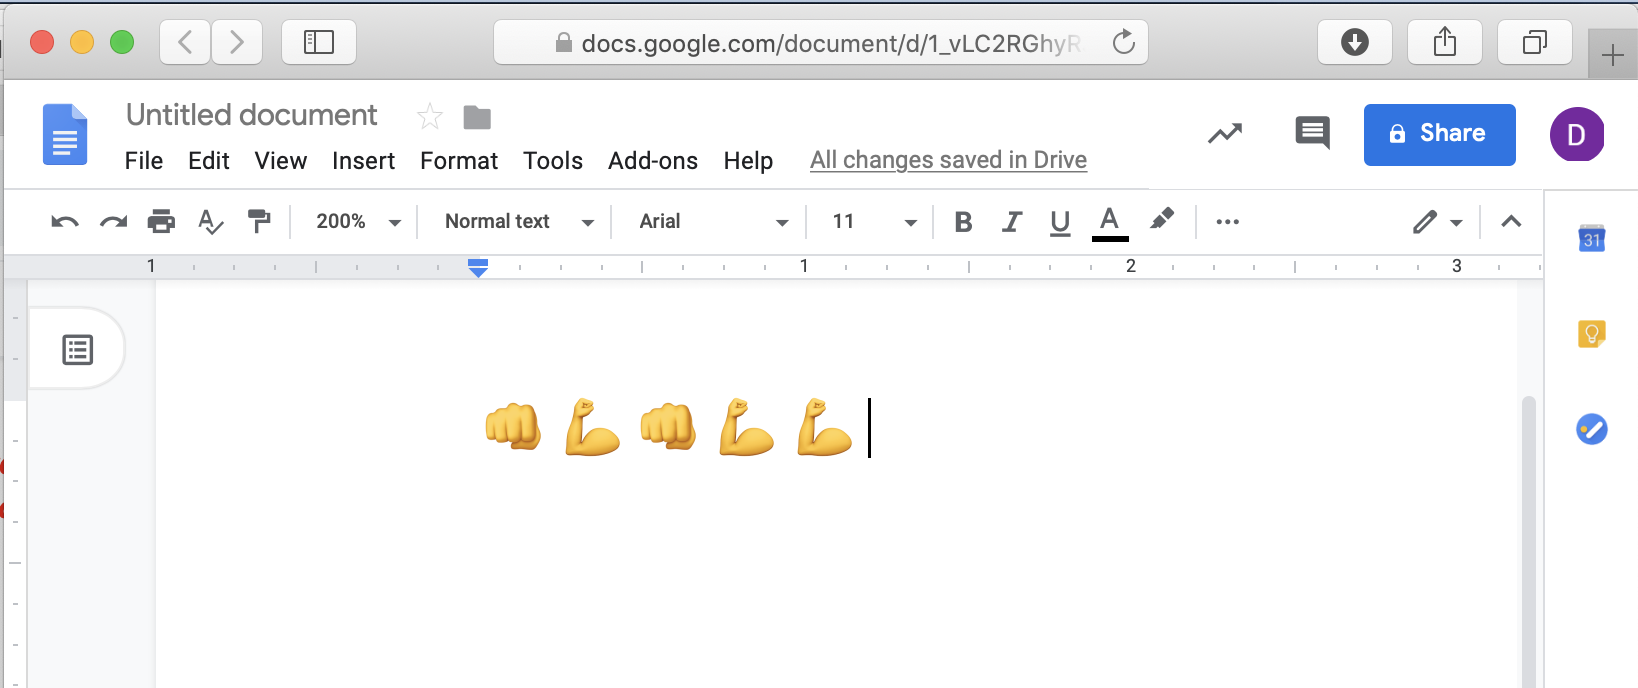 docs.google.com/document/d/1_vLC2RGhyR
Untitled document
File Edit View Insert Format Tools Add-ons Help All changes saved in Drive
Share
D
200% Normal text Arial 11 B I U A
1 1 2 3
31
👊 💪 👊 💪 💪